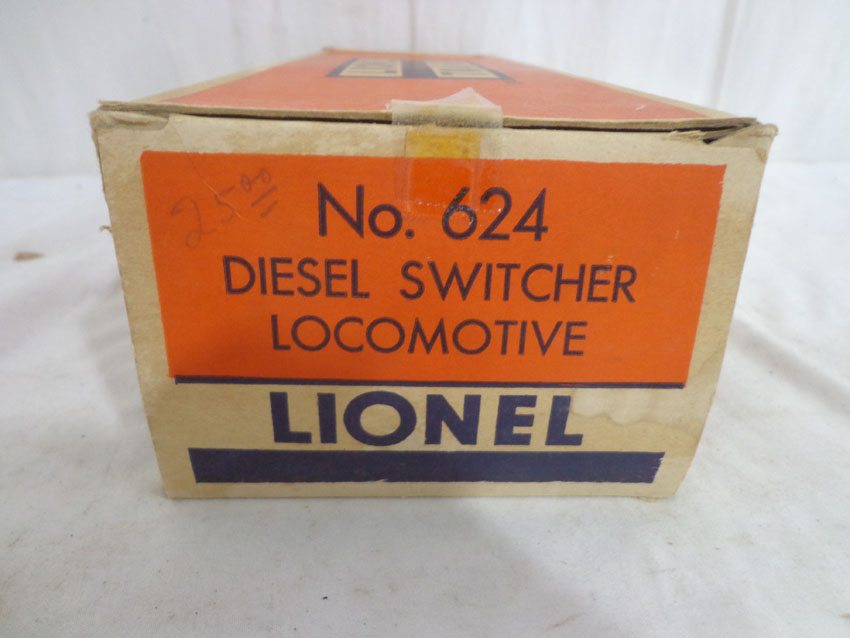 25.00
No. 624
DIESEL SWITCHER
LOCOMOTIVE
LIONEL